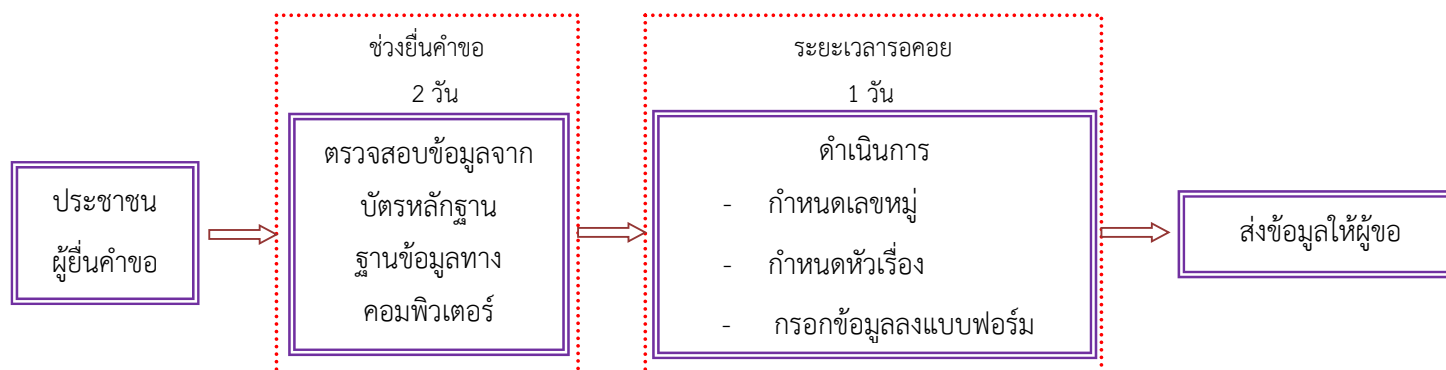 ประชาชน
ผู้ยื่นคำขอ
ช่วงยื่นคำขอ
2 วัน
ตรวจสอบข้อมูลจาก
บัตรหลักฐาน
ฐานข้อมูลทาง
คอมพิวเตอร์
ระยะเวลารอคอย
1 วัน
ดำเนินการ
- กำหนดเลขหมู่
- กำหนดหัวเรื่อง
- กรอกข้อมูลลงแบบฟอร์ม
ส่งข้อมูลให้ผู้ขอ